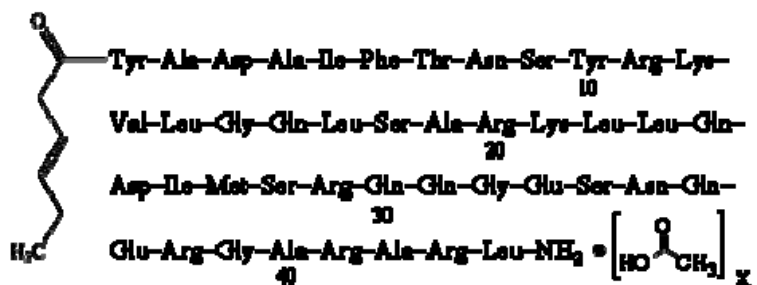 O Tyr–Ala–Asp–Ala–Ile–Phe–Thr–Asn–Ser–Tyr–Arg–Lys–
10
Val–Leu–Gly–Gln–Leu–Ser–Ala–Arg–Lys–Leu–Leu–Gln–
20
Asp–Ile–Met–Ser–Arg–Gln–Gln–Gly–Glu–Ser–Asn–Gln–
30
H3C Glu–Arg–Gly–Ala–Arg–Ala–Arg–Leu–NH2 • [HO O CH3]x
40